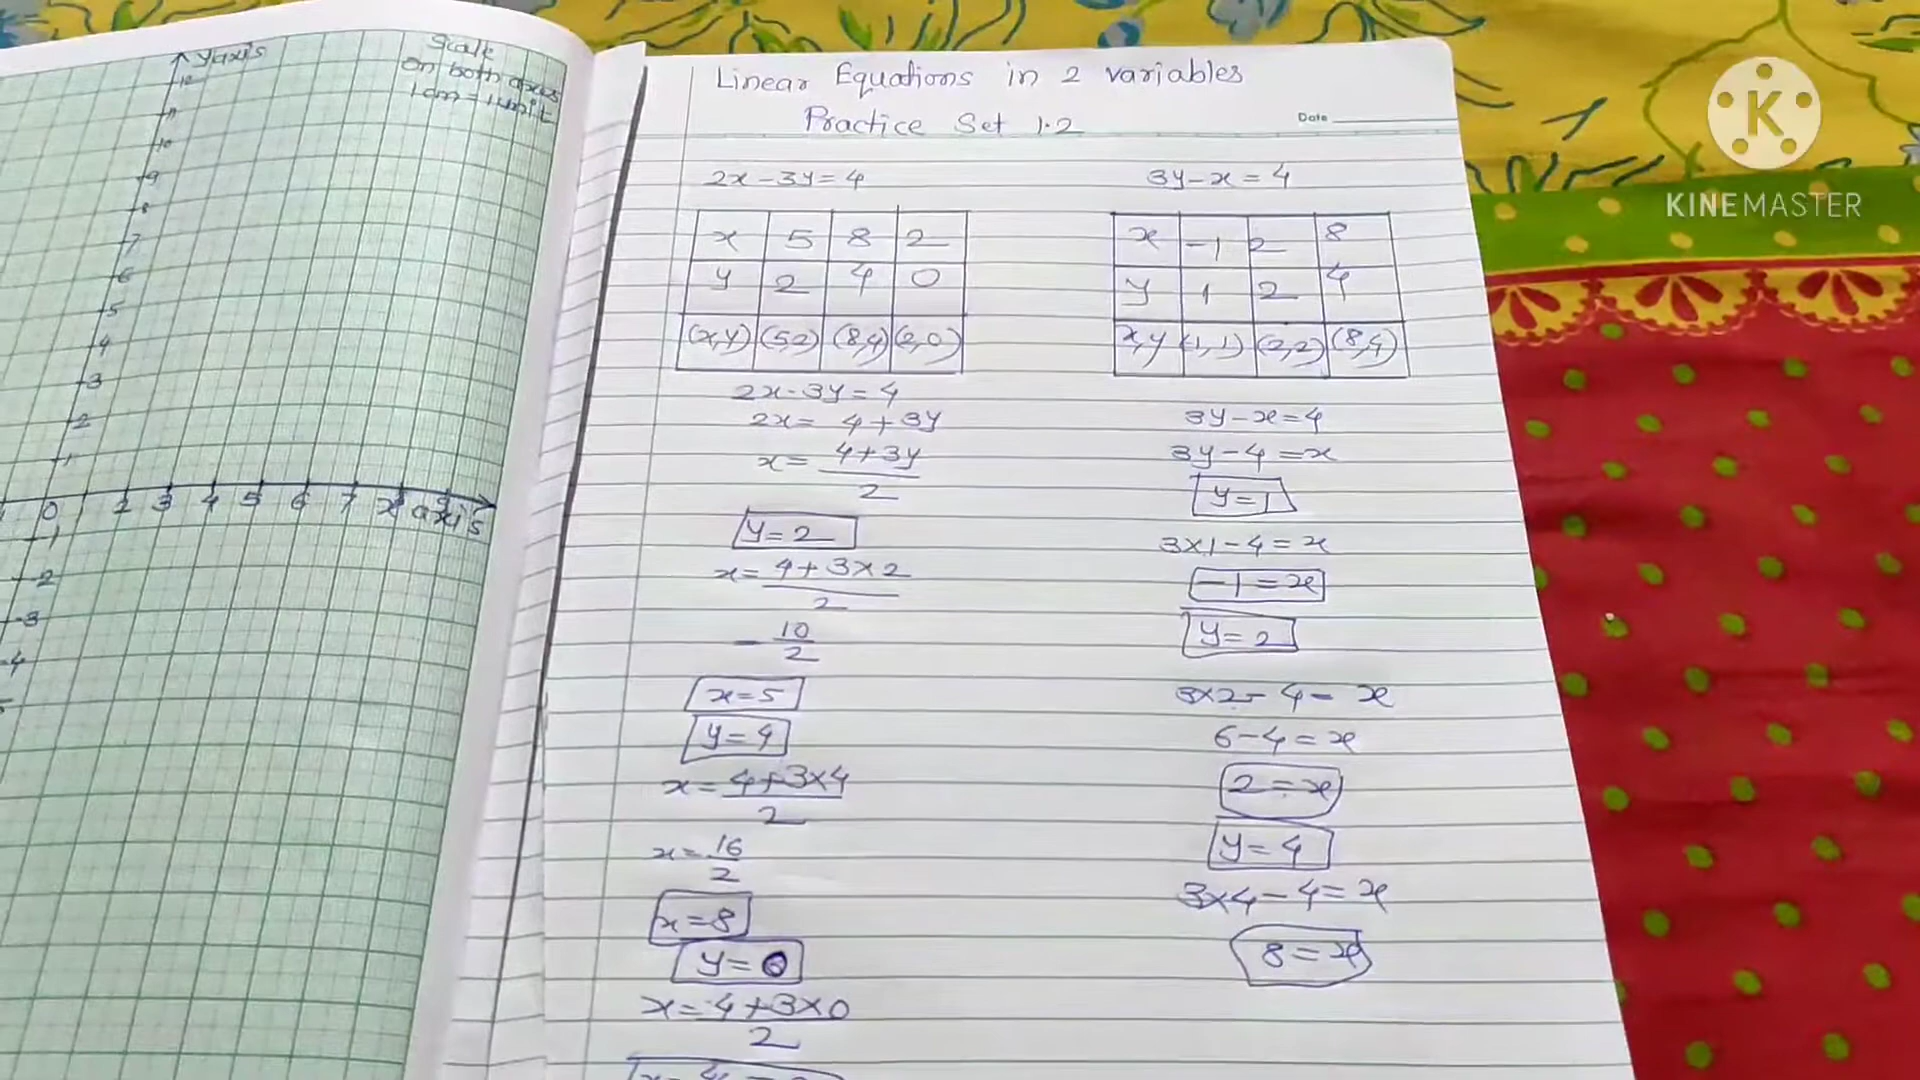 Y axis
Scale
on both axis
1cm = 1unit
12
11
10
9
8
7
6
5
4
3
2
1
0 2 3 4 5 6 7 x axis
-1
-2
-3
-4
Linear Equations in 2 variables
Practice Set 1.2
Date
2x-3y=4
x 5 8 2
y 2 4 0
(x,y) (5,2) (8,4) (2,0)
2x-3y=4
2x = 4+3y
x = 4+3y
2
y=2
x = 4+3×2
2
= 10
2
x=5
y=4
x = 4+3×4
2
x = 16
2
x=8
y=0
x = 4+3×0
2
3y-x=4
x -1 2 8
y 1 2 4
x,y (-1,1) (2,2) (8,4)
3y-x=4
3y-4=x
y=1
3×1-4=x
-1=x
y=2
3×2-4=x
6-4=x
2=x
y=4
3×4-4=x
8=x
K
KINEMASTER